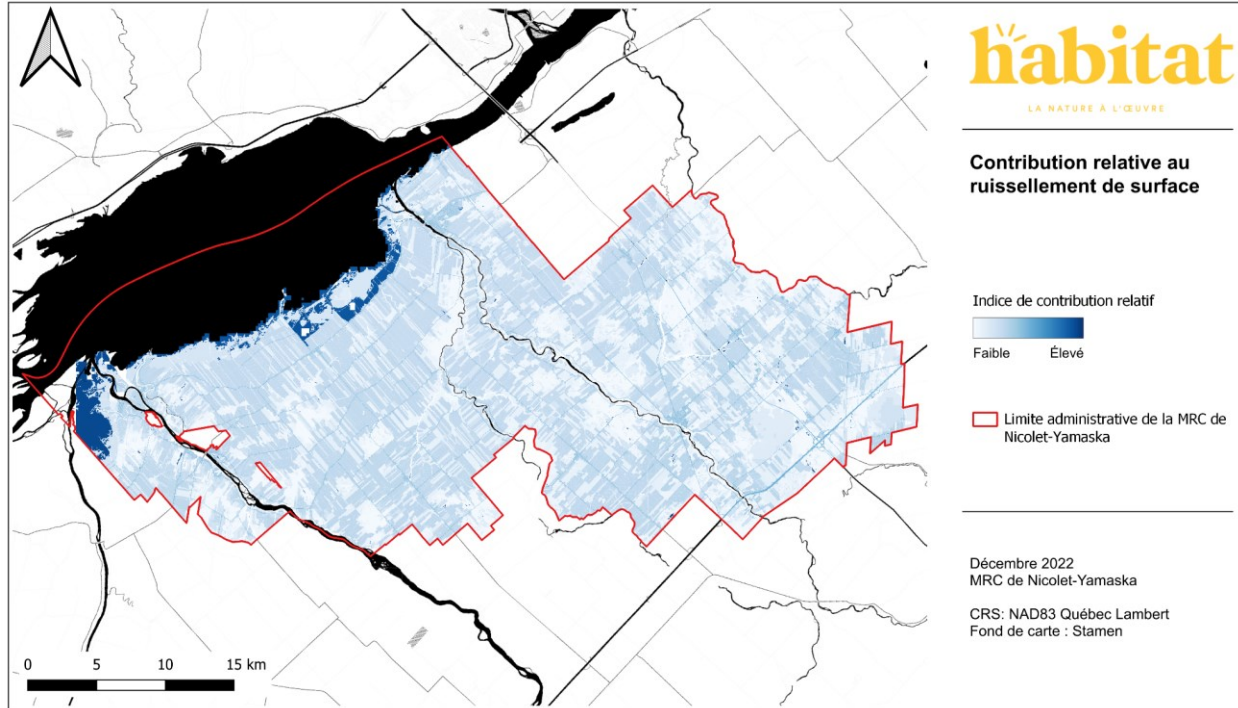 habitat
LA NATURE À L'ŒUVRE
Contribution relative au
ruissellement de surface
Indice de contribution relatif
Faible Élevé
Limite administrative de la MRC de
Nicolet-Yamaska
Décembre 2022
MRC de Nicolet-Yamaska
CRS: NAD83 Québec Lambert
Fond de carte : Stamen
0 5 10 15 km